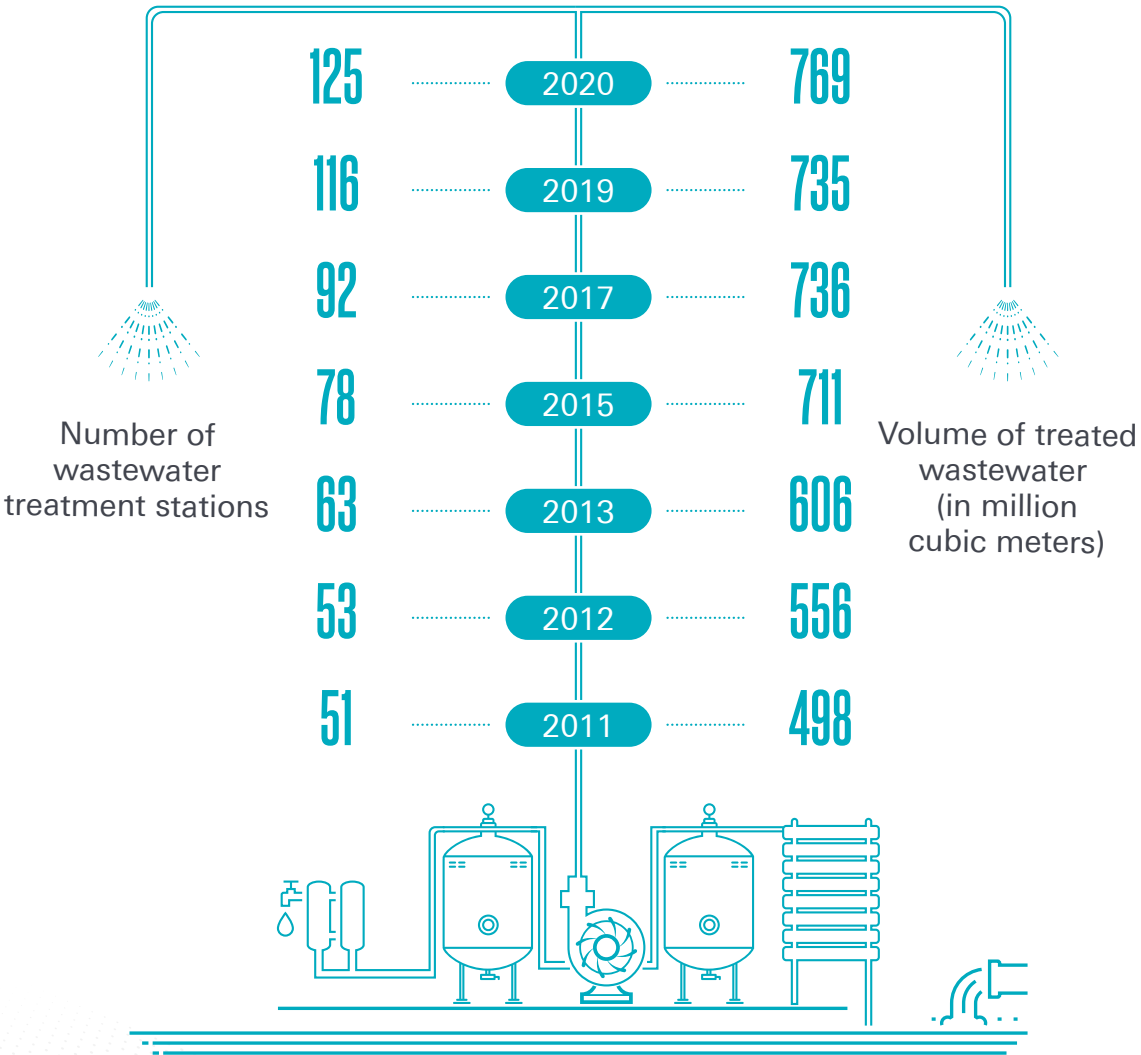 125 2020 769
116 2019 735
92 2017 736
78 2015 711
63 2013 606
53 2012 556
51 2011 498
Number of
wastewater
treatment stations
Volume of treated
wastewater
(in million
cubic meters)